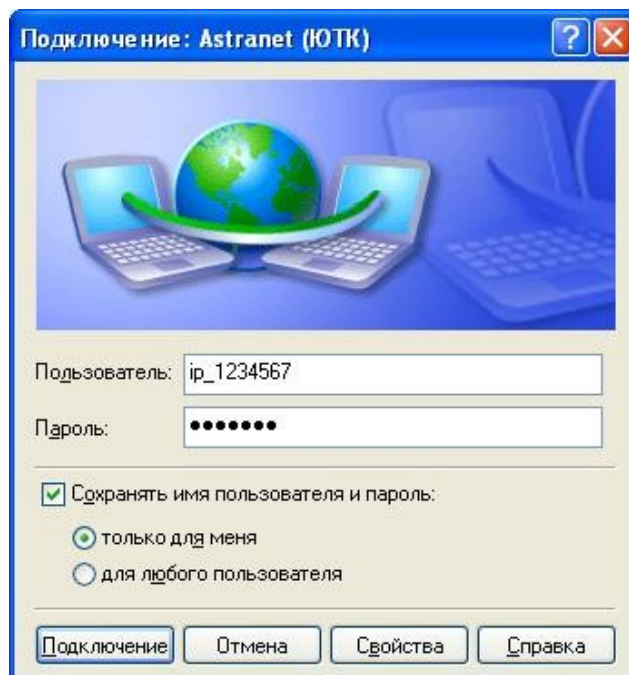 Подключение: Astranet (ЮТК)
Пользователь: ip_1234567
Пароль: •••••••
Сохранять имя пользователя и пароль:
только для меня
для любого пользователя
Подключение Отмена Свойства Справка